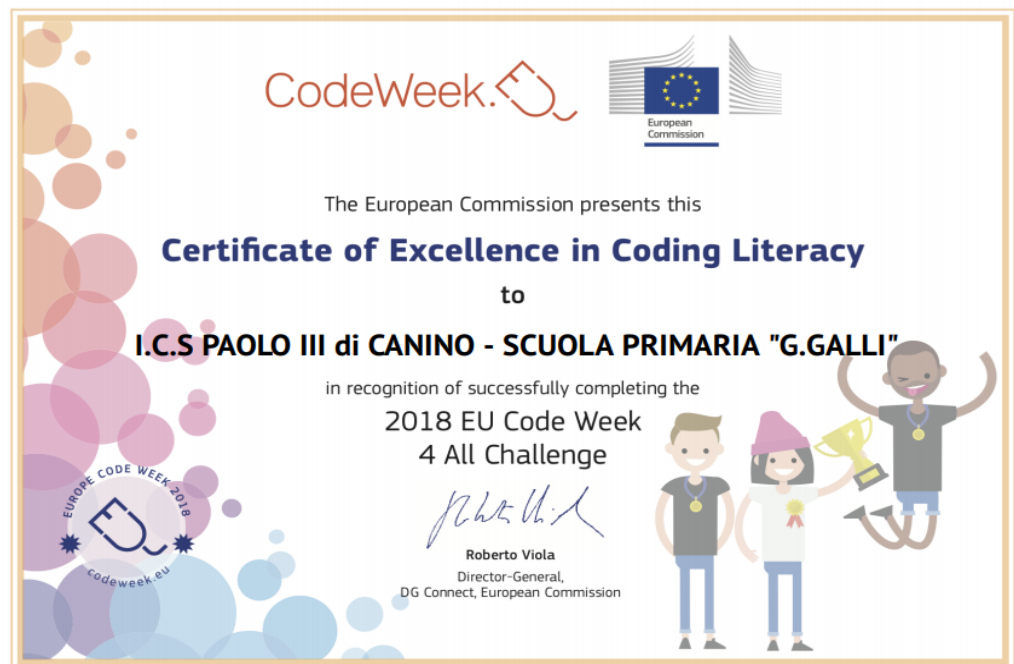 CodeWeek.
European
Commission
The European Commission presents this
Certificate of Excellence in Coding Literacy
to
I.C.S PAOLO III di CANINO - SCUOLA PRIMARIA "G.GALLI"
in recognition of successfully completing the
2018 EU Code Week
4 All Challenge
Roberto Viola
Director-General,
DG Connect, European Commission
EUROPE CODE WEEK 2018
codeweek.eu